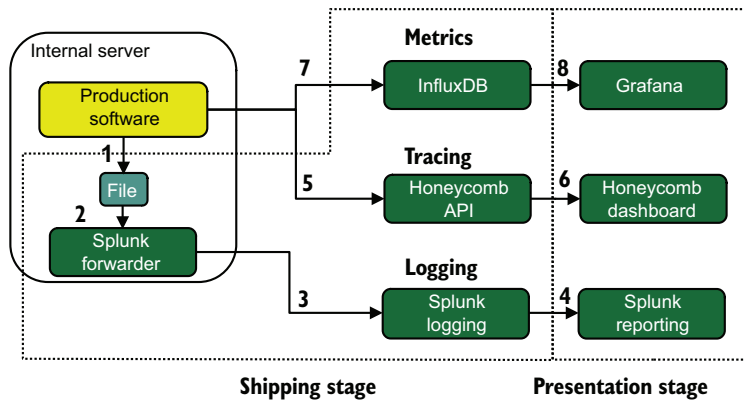 Metrics
Internal server
7
8
Production
software
InfluxDB
Grafana
1
Tracing
File
5
Honeycomb
API
6
Honeycomb
dashboard
2
Splunk
forwarder
Logging
3
Splunk
logging
4
Splunk
reporting
Shipping stage
Presentation stage